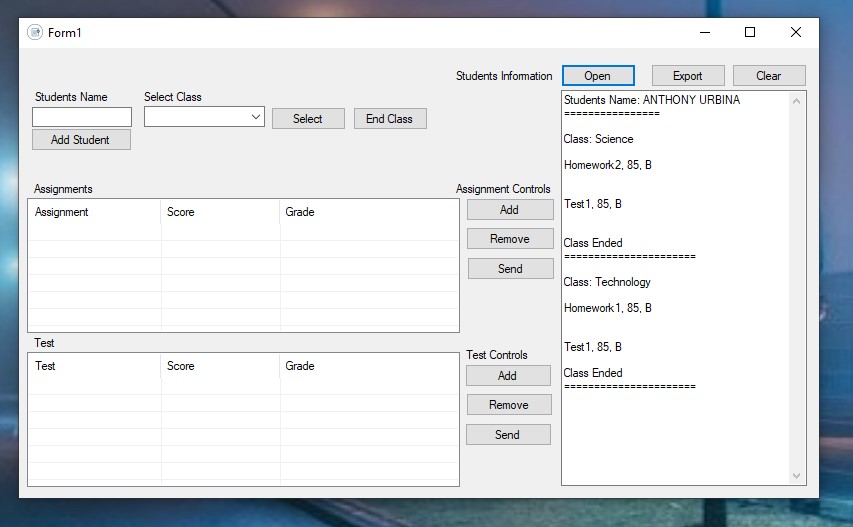 Form1
Students Information
Open
Export
Clear
Students Name
Select Class
Select
End Class
Add Student
Assignments
Assignment Score Grade
Assignment Controls
Add
Remove
Send
Test
Test Score Grade
Test Controls
Add
Remove
Send
Students Name: ANTHONY URBINA
================
Class: Science
Homework2, 85, B
Test1, 85, B
Class Ended
======================
Class: Technology
Homework1, 85, B
Test1, 85, B
Class Ended
======================